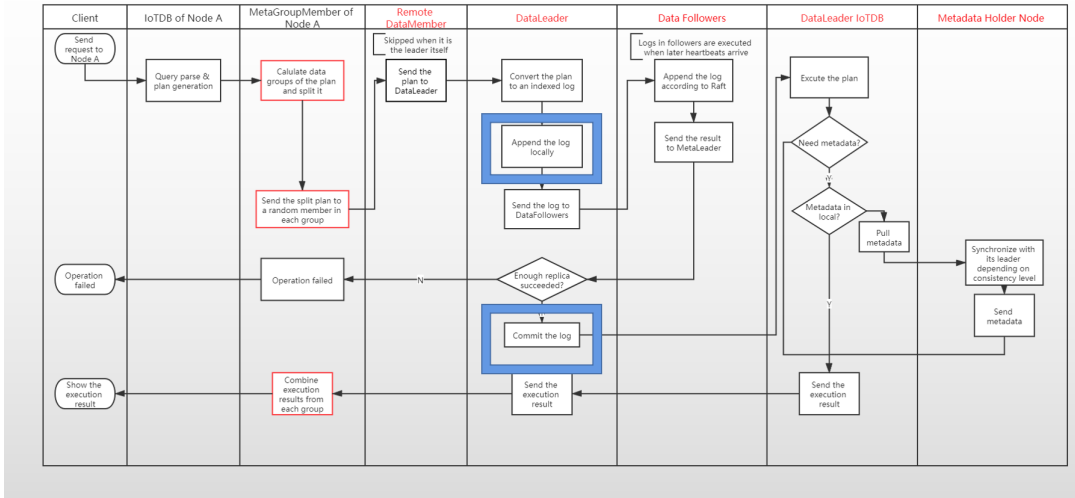 Client
IoTDB of Node A
MetaGroupMember of
Node A
Remote
DataMember
DataLeader
Data Followers
DataLeader IoTDB
Metadata Holder Node
Send
request to
Node A
Query parse &
plan generation
Calulate data
groups of the plan
and split it
Skipped when it is
the leader itself
Send the
plan to
DataLeader
Convert the plan
to an indexed log
Logs in followers are executed
when later heartbeats arrive
Append the log
according to Raft
Excute the plan
Append the log
locally
Send the result
to MetaLeader
Need metadata?
Y
Send the split plan to
a random member in
each group
Send the log to
DataFollowers
Metadata in
local?
Pull
metadata
Synchronize with
its leader
depending on
consistency level
Operation
failed
Operation failed
N
Enough replica
succeeded?
Y
Send
metadata
Commit the log
Show the
execution
result
Combine
execution
results from
each group
Send the
execution
result
Send the
execution
result